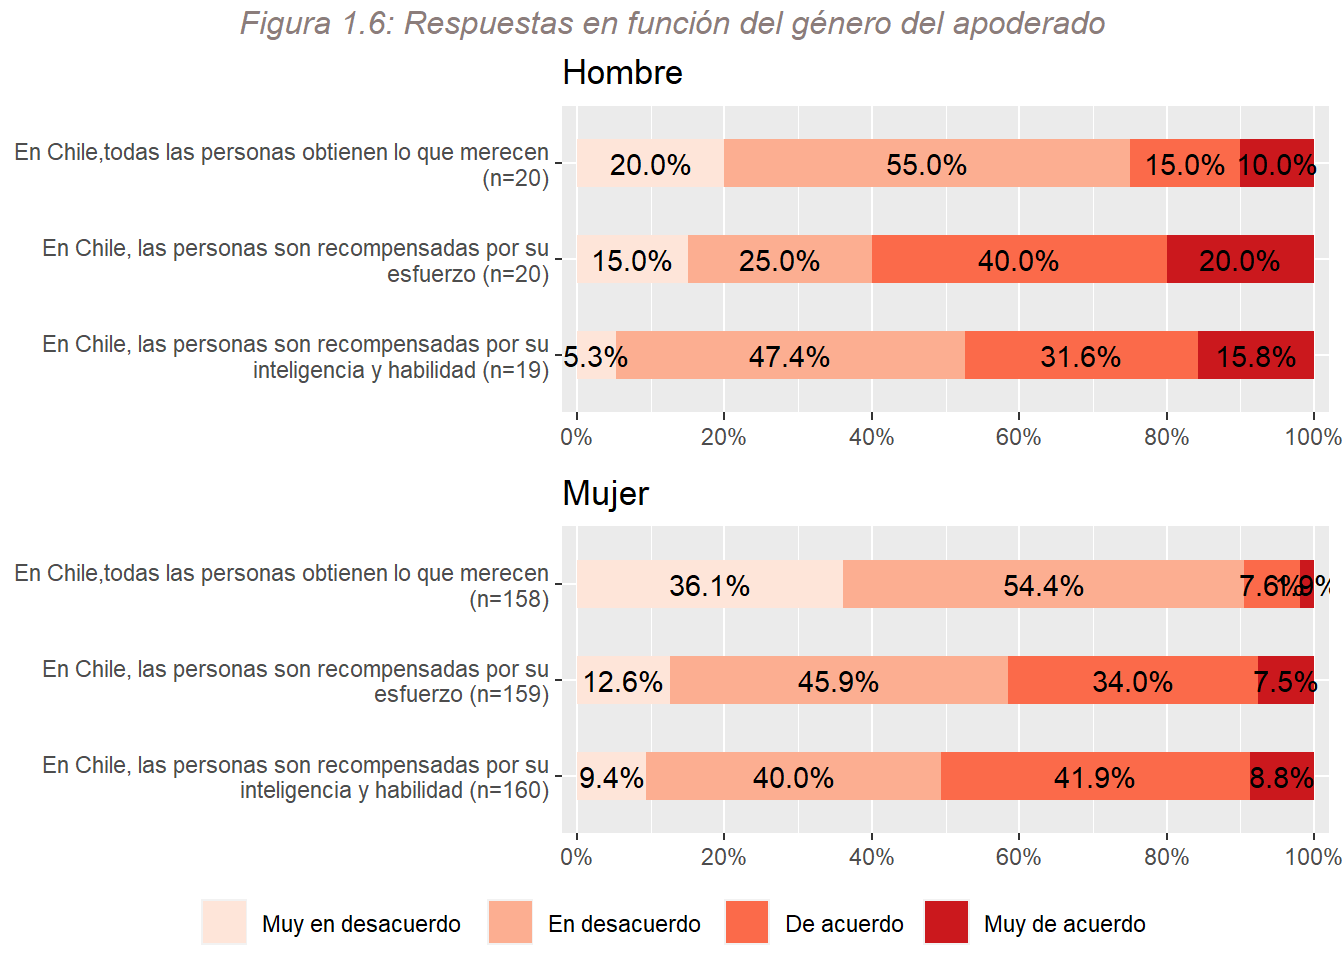 Figura 1.6: Respuestas en función del género del apoderado
Hombre
En Chile,todas las personas obtienen lo que merecen
(n=20)
20.0% 55.0% 15.0% 10.0%
En Chile, las personas son recompensadas por su
esfuerzo (n=20)
15.0% 25.0% 40.0% 20.0%
En Chile, las personas son recompensadas por su
inteligencia y habilidad (n=19)
5.3% 47.4% 31.6% 15.8%
0% 20% 40% 60% 80% 100%
Mujer
En Chile,todas las personas obtienen lo que merecen
(n=158)
36.1% 54.4% 7.6% 1.9%
En Chile, las personas son recompensadas por su
esfuerzo (n=159)
12.6% 45.9% 34.0% 7.5%
En Chile, las personas son recompensadas por su
inteligencia y habilidad (n=160)
9.4% 40.0% 41.9% 8.8%
0% 20% 40% 60% 80% 100%
Muy en desacuerdo En desacuerdo De acuerdo Muy de acuerdo